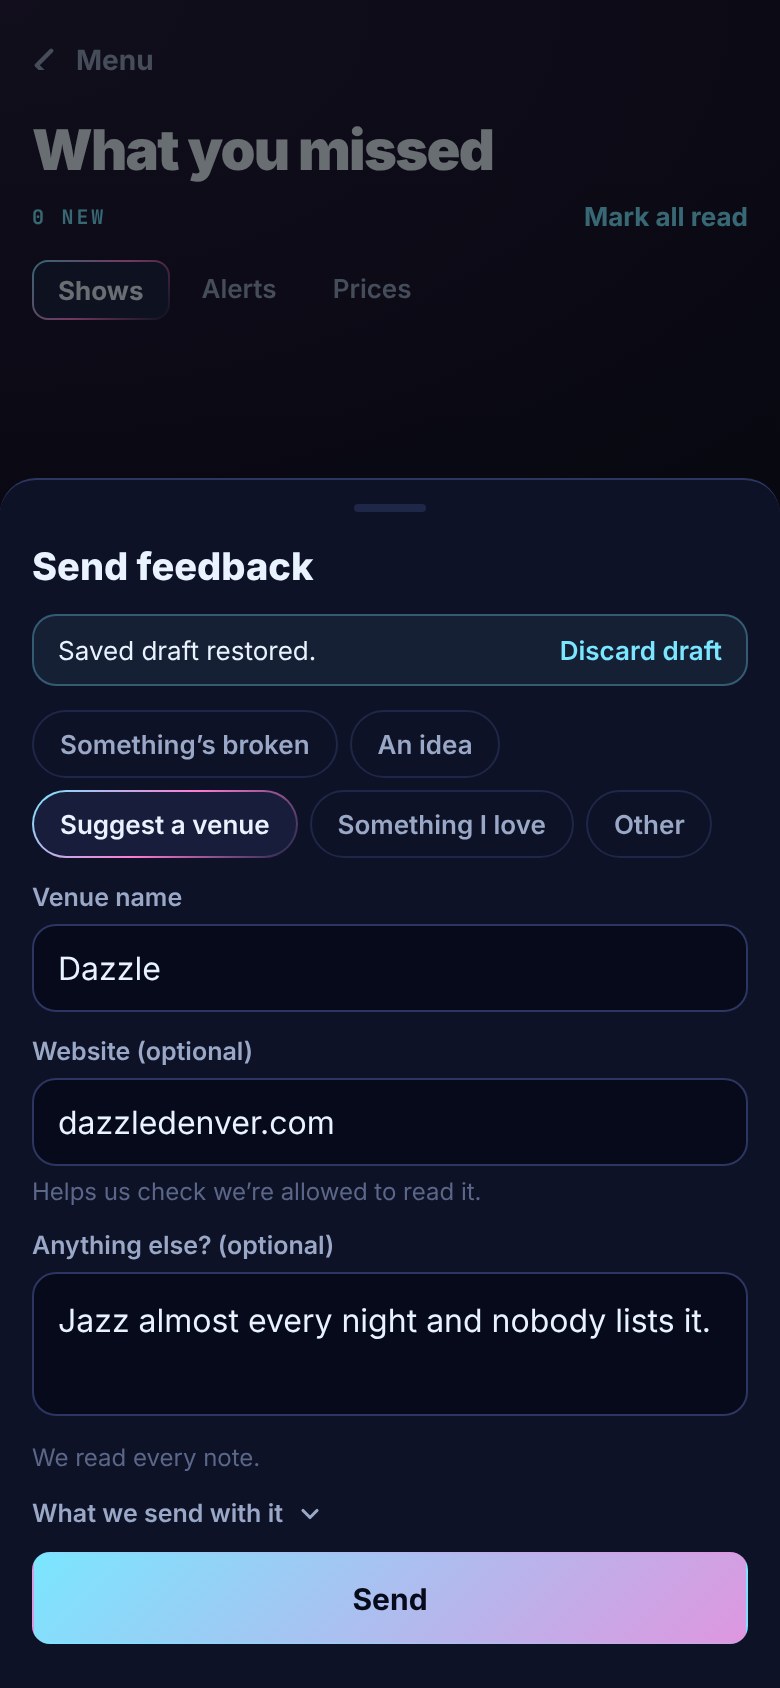 Menu
What you missed
0 NEW
Mark all read
Shows
Alerts
Prices
Send feedback
Saved draft restored.
Discard draft
Something’s broken
An idea
Suggest a venue
Something I love
Other
Venue name
Dazzle
Website (optional)
dazzledenver.com
Helps us check we’re allowed to read it.
Anything else? (optional)
Jazz almost every night and nobody lists it.
We read every note.
What we send with it
Send